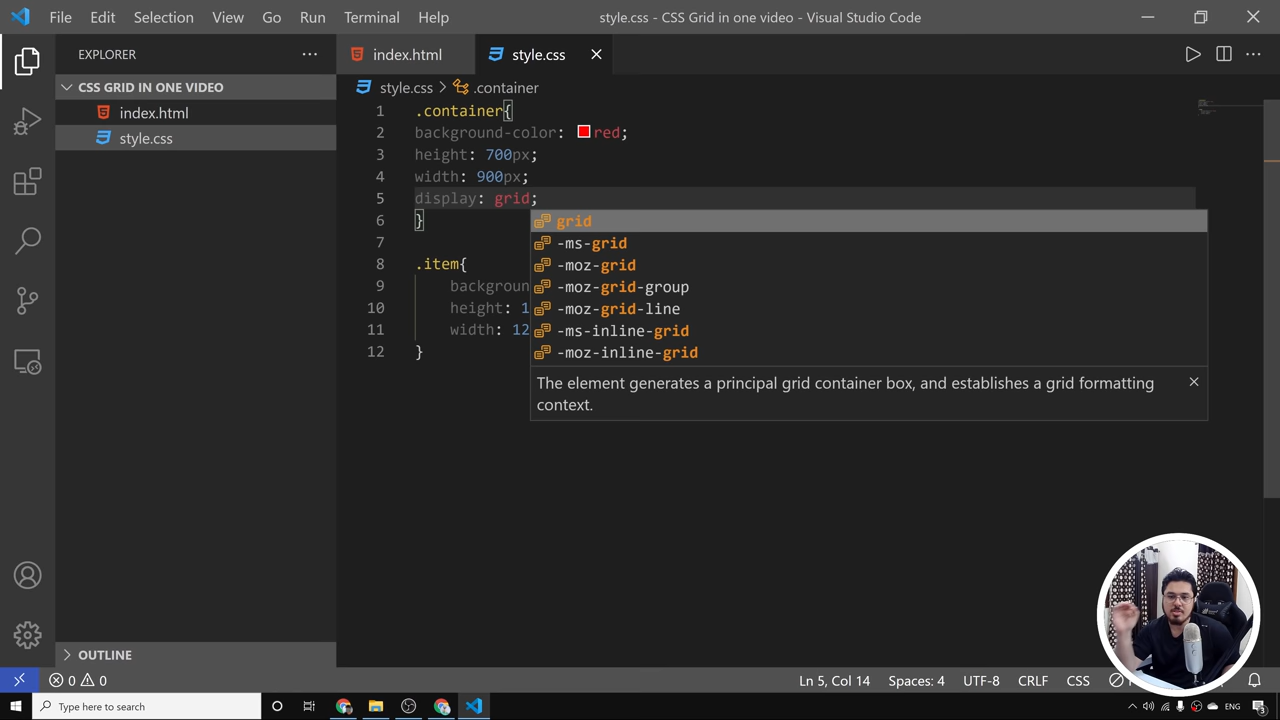 File Edit Selection View Go Run Terminal Help
style.css - CSS Grid in one video - Visual Studio Code
EXPLORER
index.html
style.css
CSS GRID IN ONE VIDEO
style.css > .container
index.html
style.css
1 .container{
2 background-color: red;
3 height: 700px;
4 width: 900px;
5 display: grid;
6 }
7
8 .item{
9 backgroun
10 height: 1
11 width: 12
12 }
grid
-ms-grid
-moz-grid
-moz-grid-group
-moz-grid-line
-ms-inline-grid
-moz-inline-grid
The element generates a principal grid container box, and establishes a grid formatting
context.
OUTLINE
0 0
Ln 5, Col 14 Spaces: 4 UTF-8 CRLF CSS
Type here to search
ENG